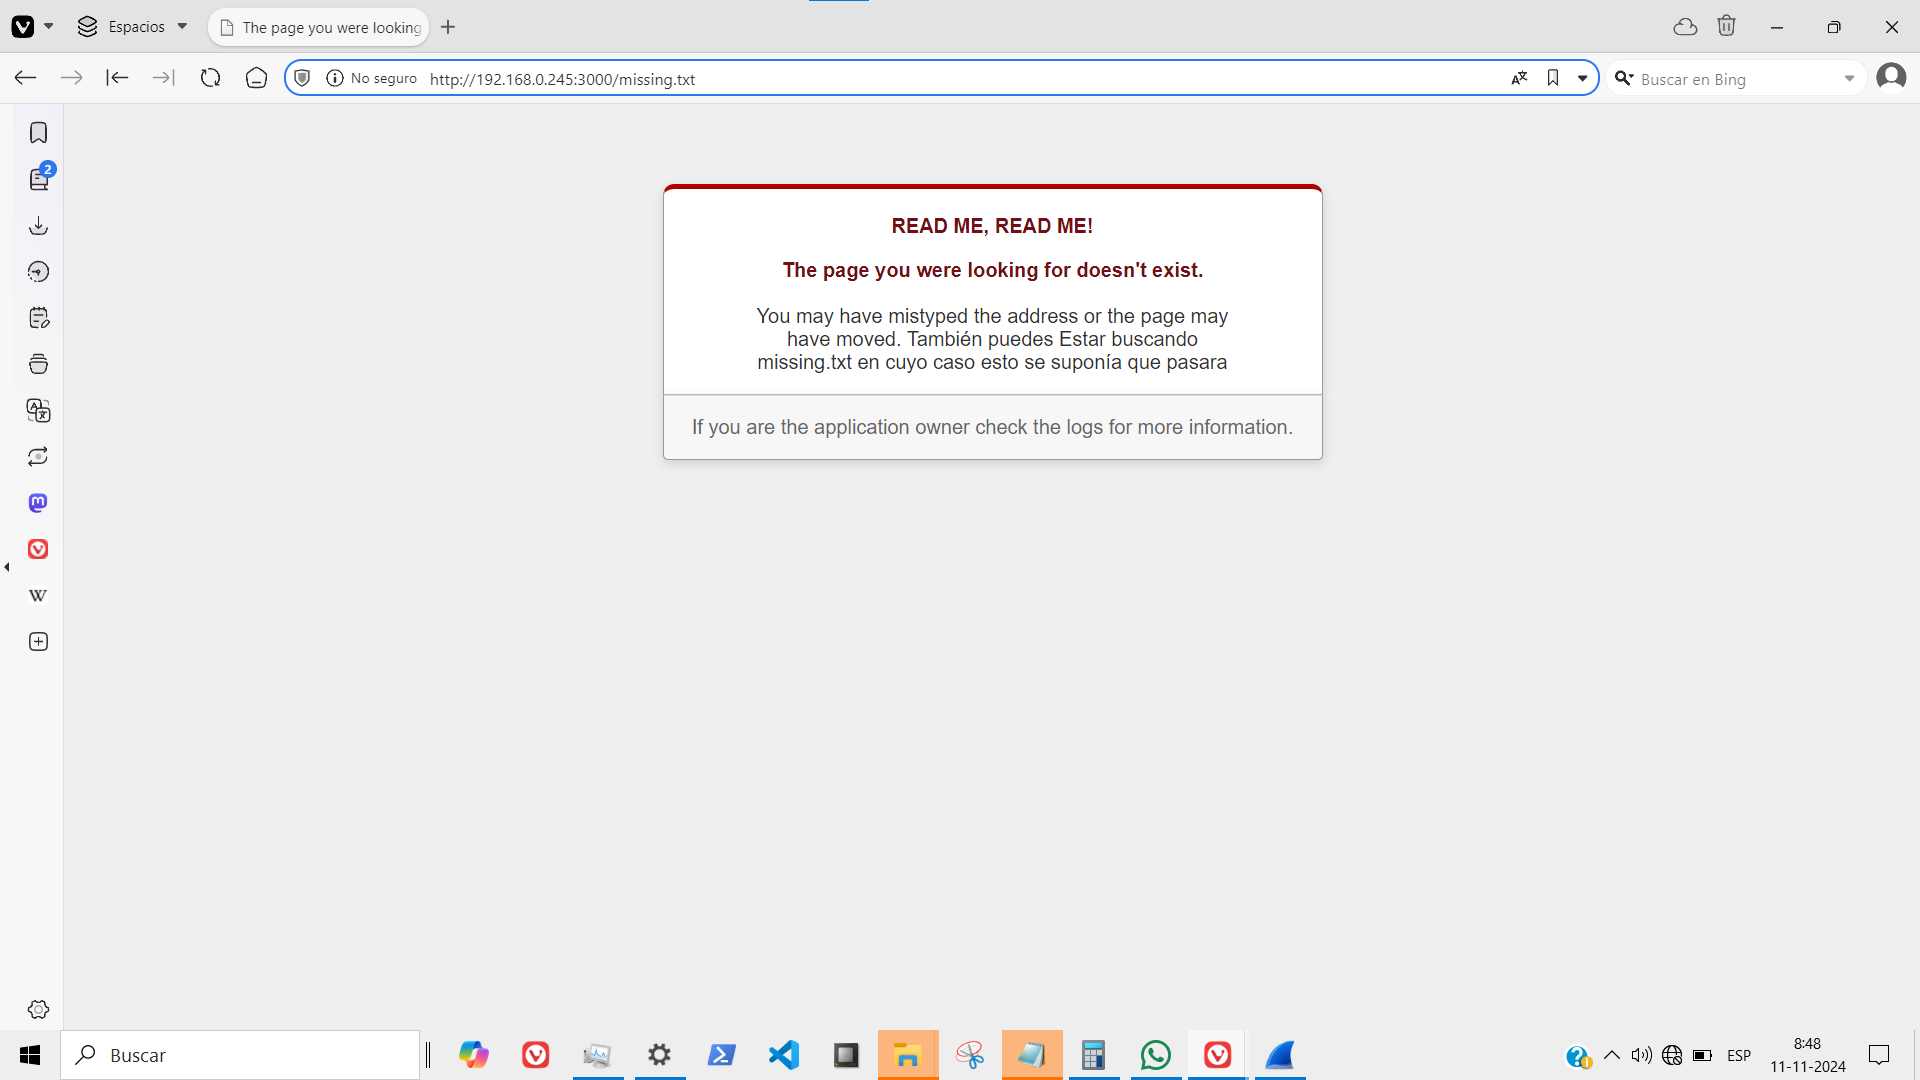 Espacios
The page you were looking
No seguro
http://192.168.0.245:3000/missing.txt
Buscar en Bing
2
READ ME, READ ME!
The page you were looking for doesn't exist.
You may have mistyped the address or the page may
have moved. También puedes Estar buscando
missing.txt en cuyo caso esto se suponía que pasara
If you are the application owner check the logs for more information.
W
Buscar
ESP
8:48
11-11-2024